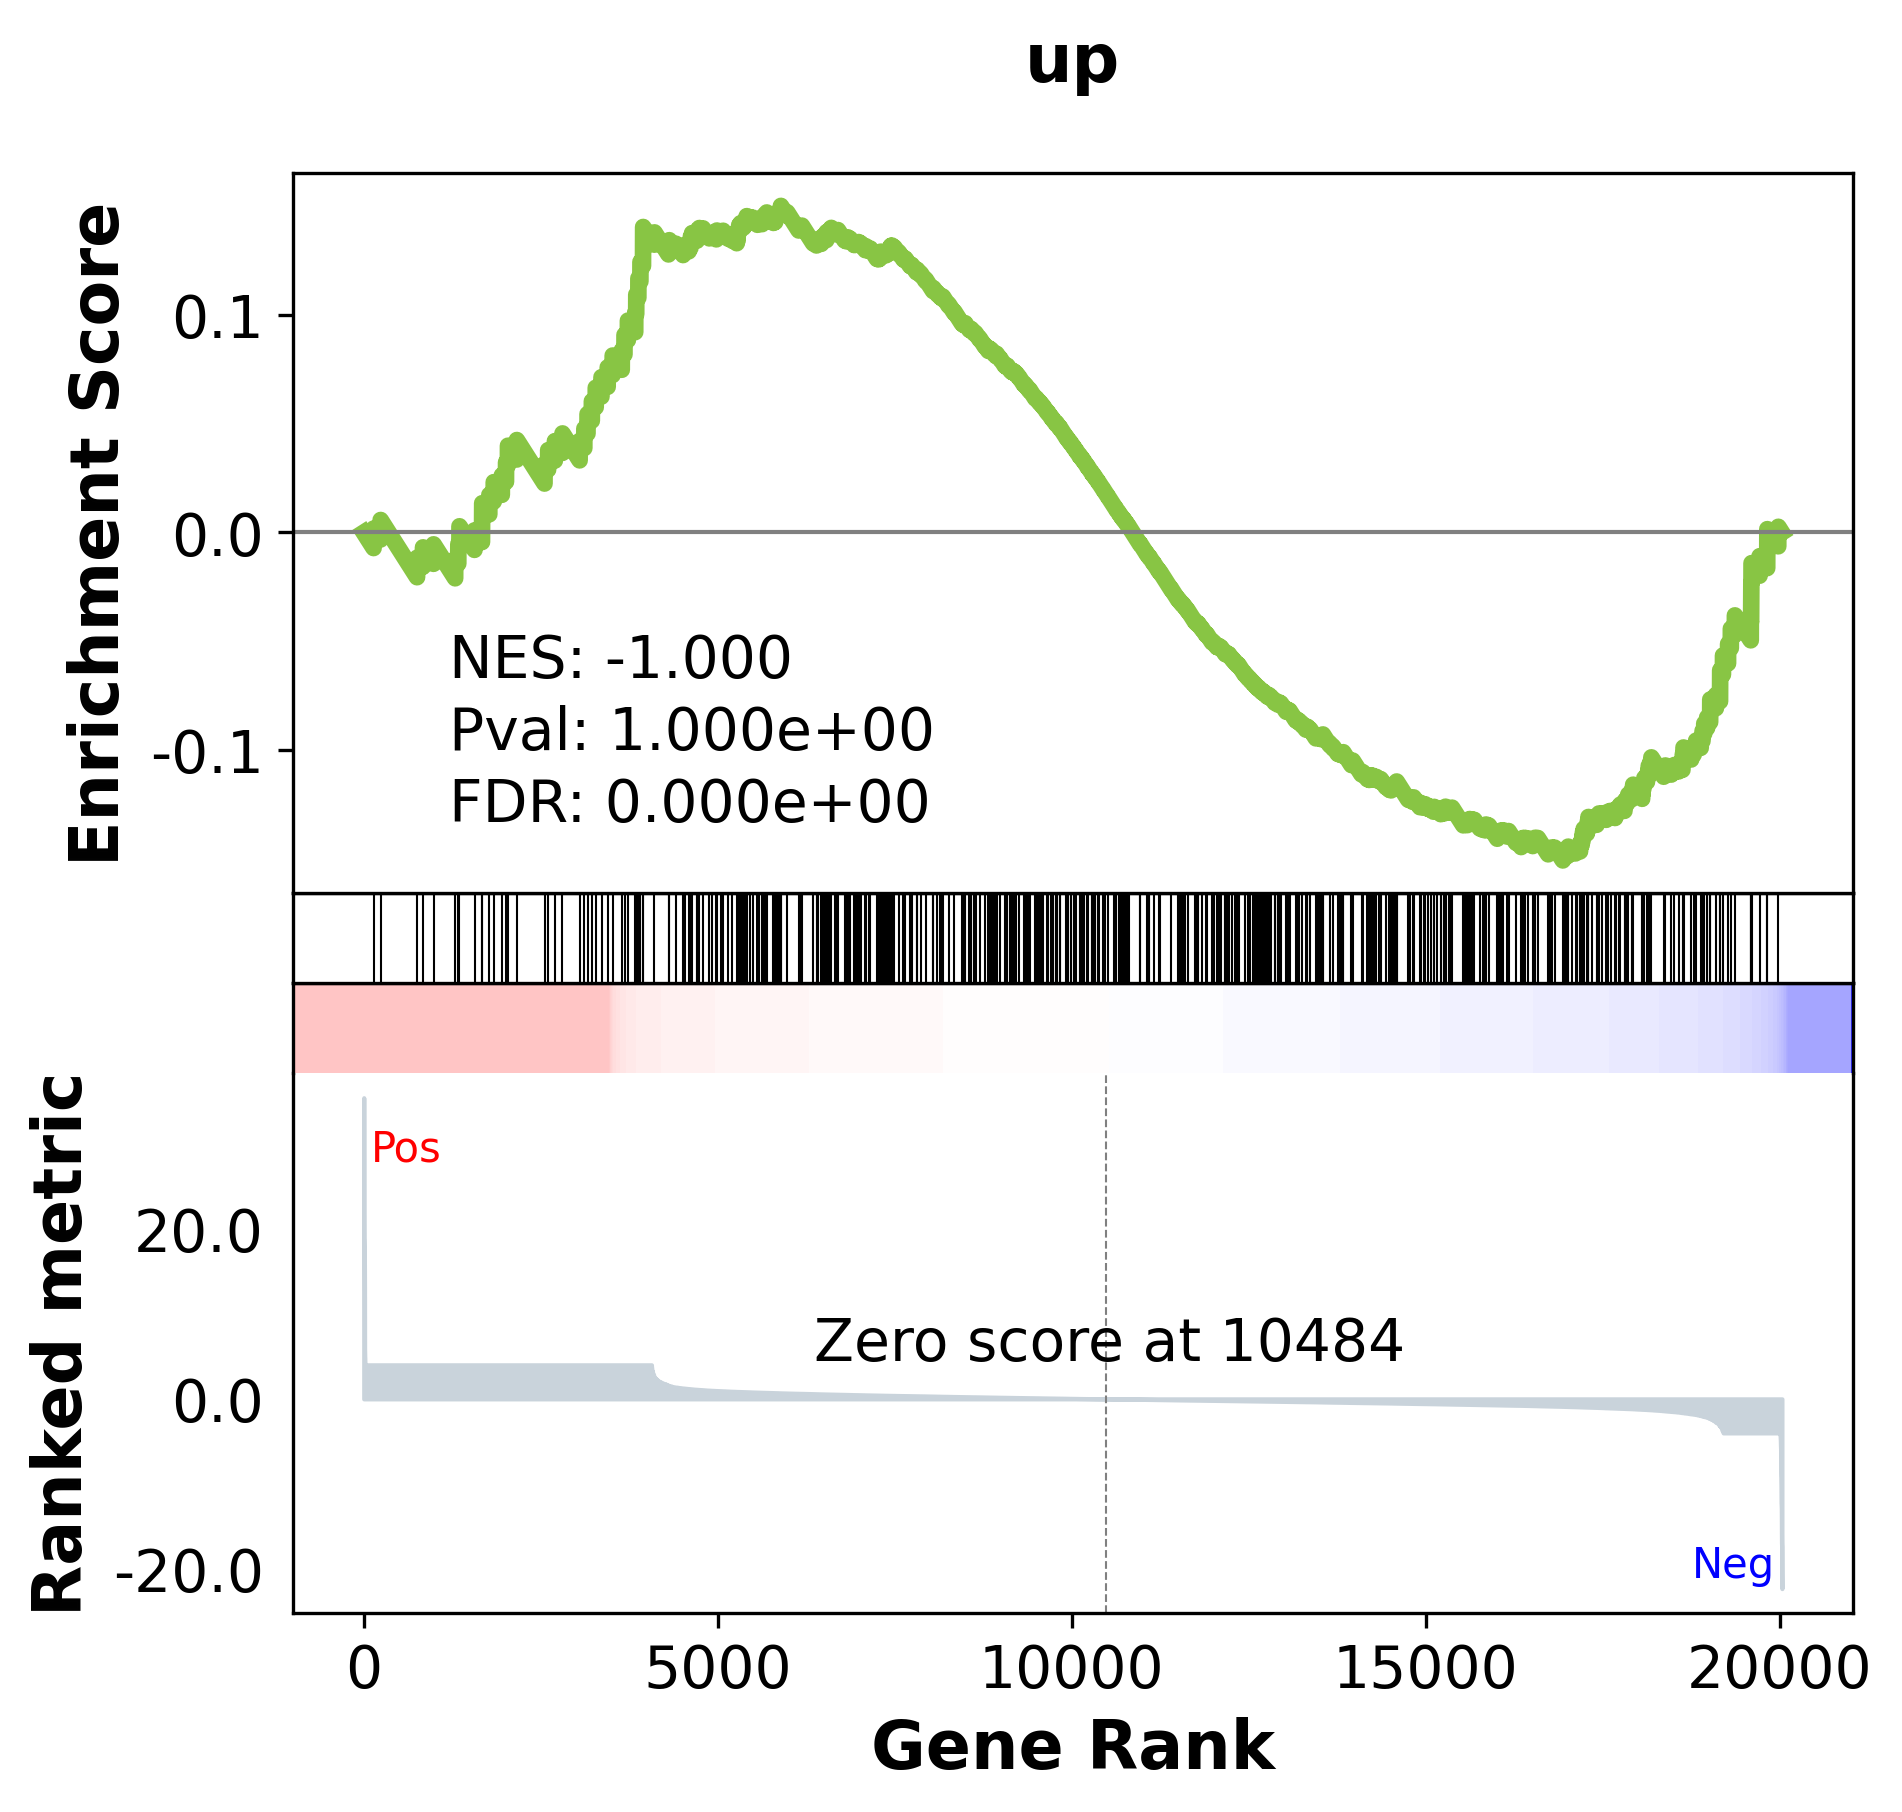 up
Enrichment Score
0.1
0.0
-0.1
NES: -1.000
Pval: 1.000e+00
FDR: 0.000e+00
Ranked metric
Pos
20.0
Zero score at 10484
0.0
-20.0
Neg
0 5000 10000 15000 20000
Gene Rank